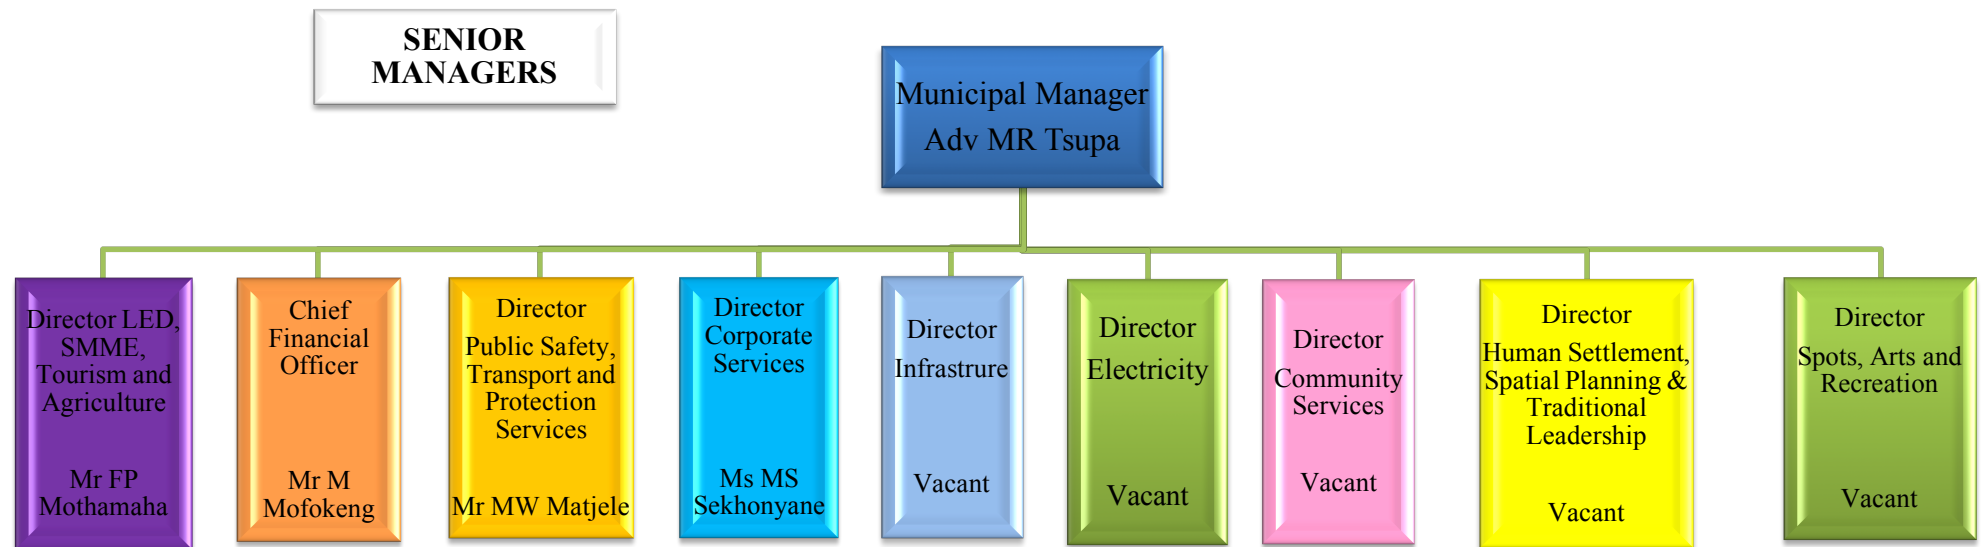 SENIOR
MANAGERS
Municipal Manager
Adv MR Tsupa
Director LED,
SMME,
Tourism and
Agriculture
Mr FP
Mothamaha
Chief
Financial
Officer
Mr M
Mofokeng
Director
Public Safety,
Transport and
Protection
Services
Mr MW Matjele
Director
Corporate
Services
Ms MS
Sekhonyane
Director
Infrastrure
Vacant
Director
Electricity
Vacant
Director
Community
Services
Vacant
Director
Human Settlement,
Spatial Planning &
Traditional
Leadership
Vacant
Director
Spots, Arts and
Recreation
Vacant